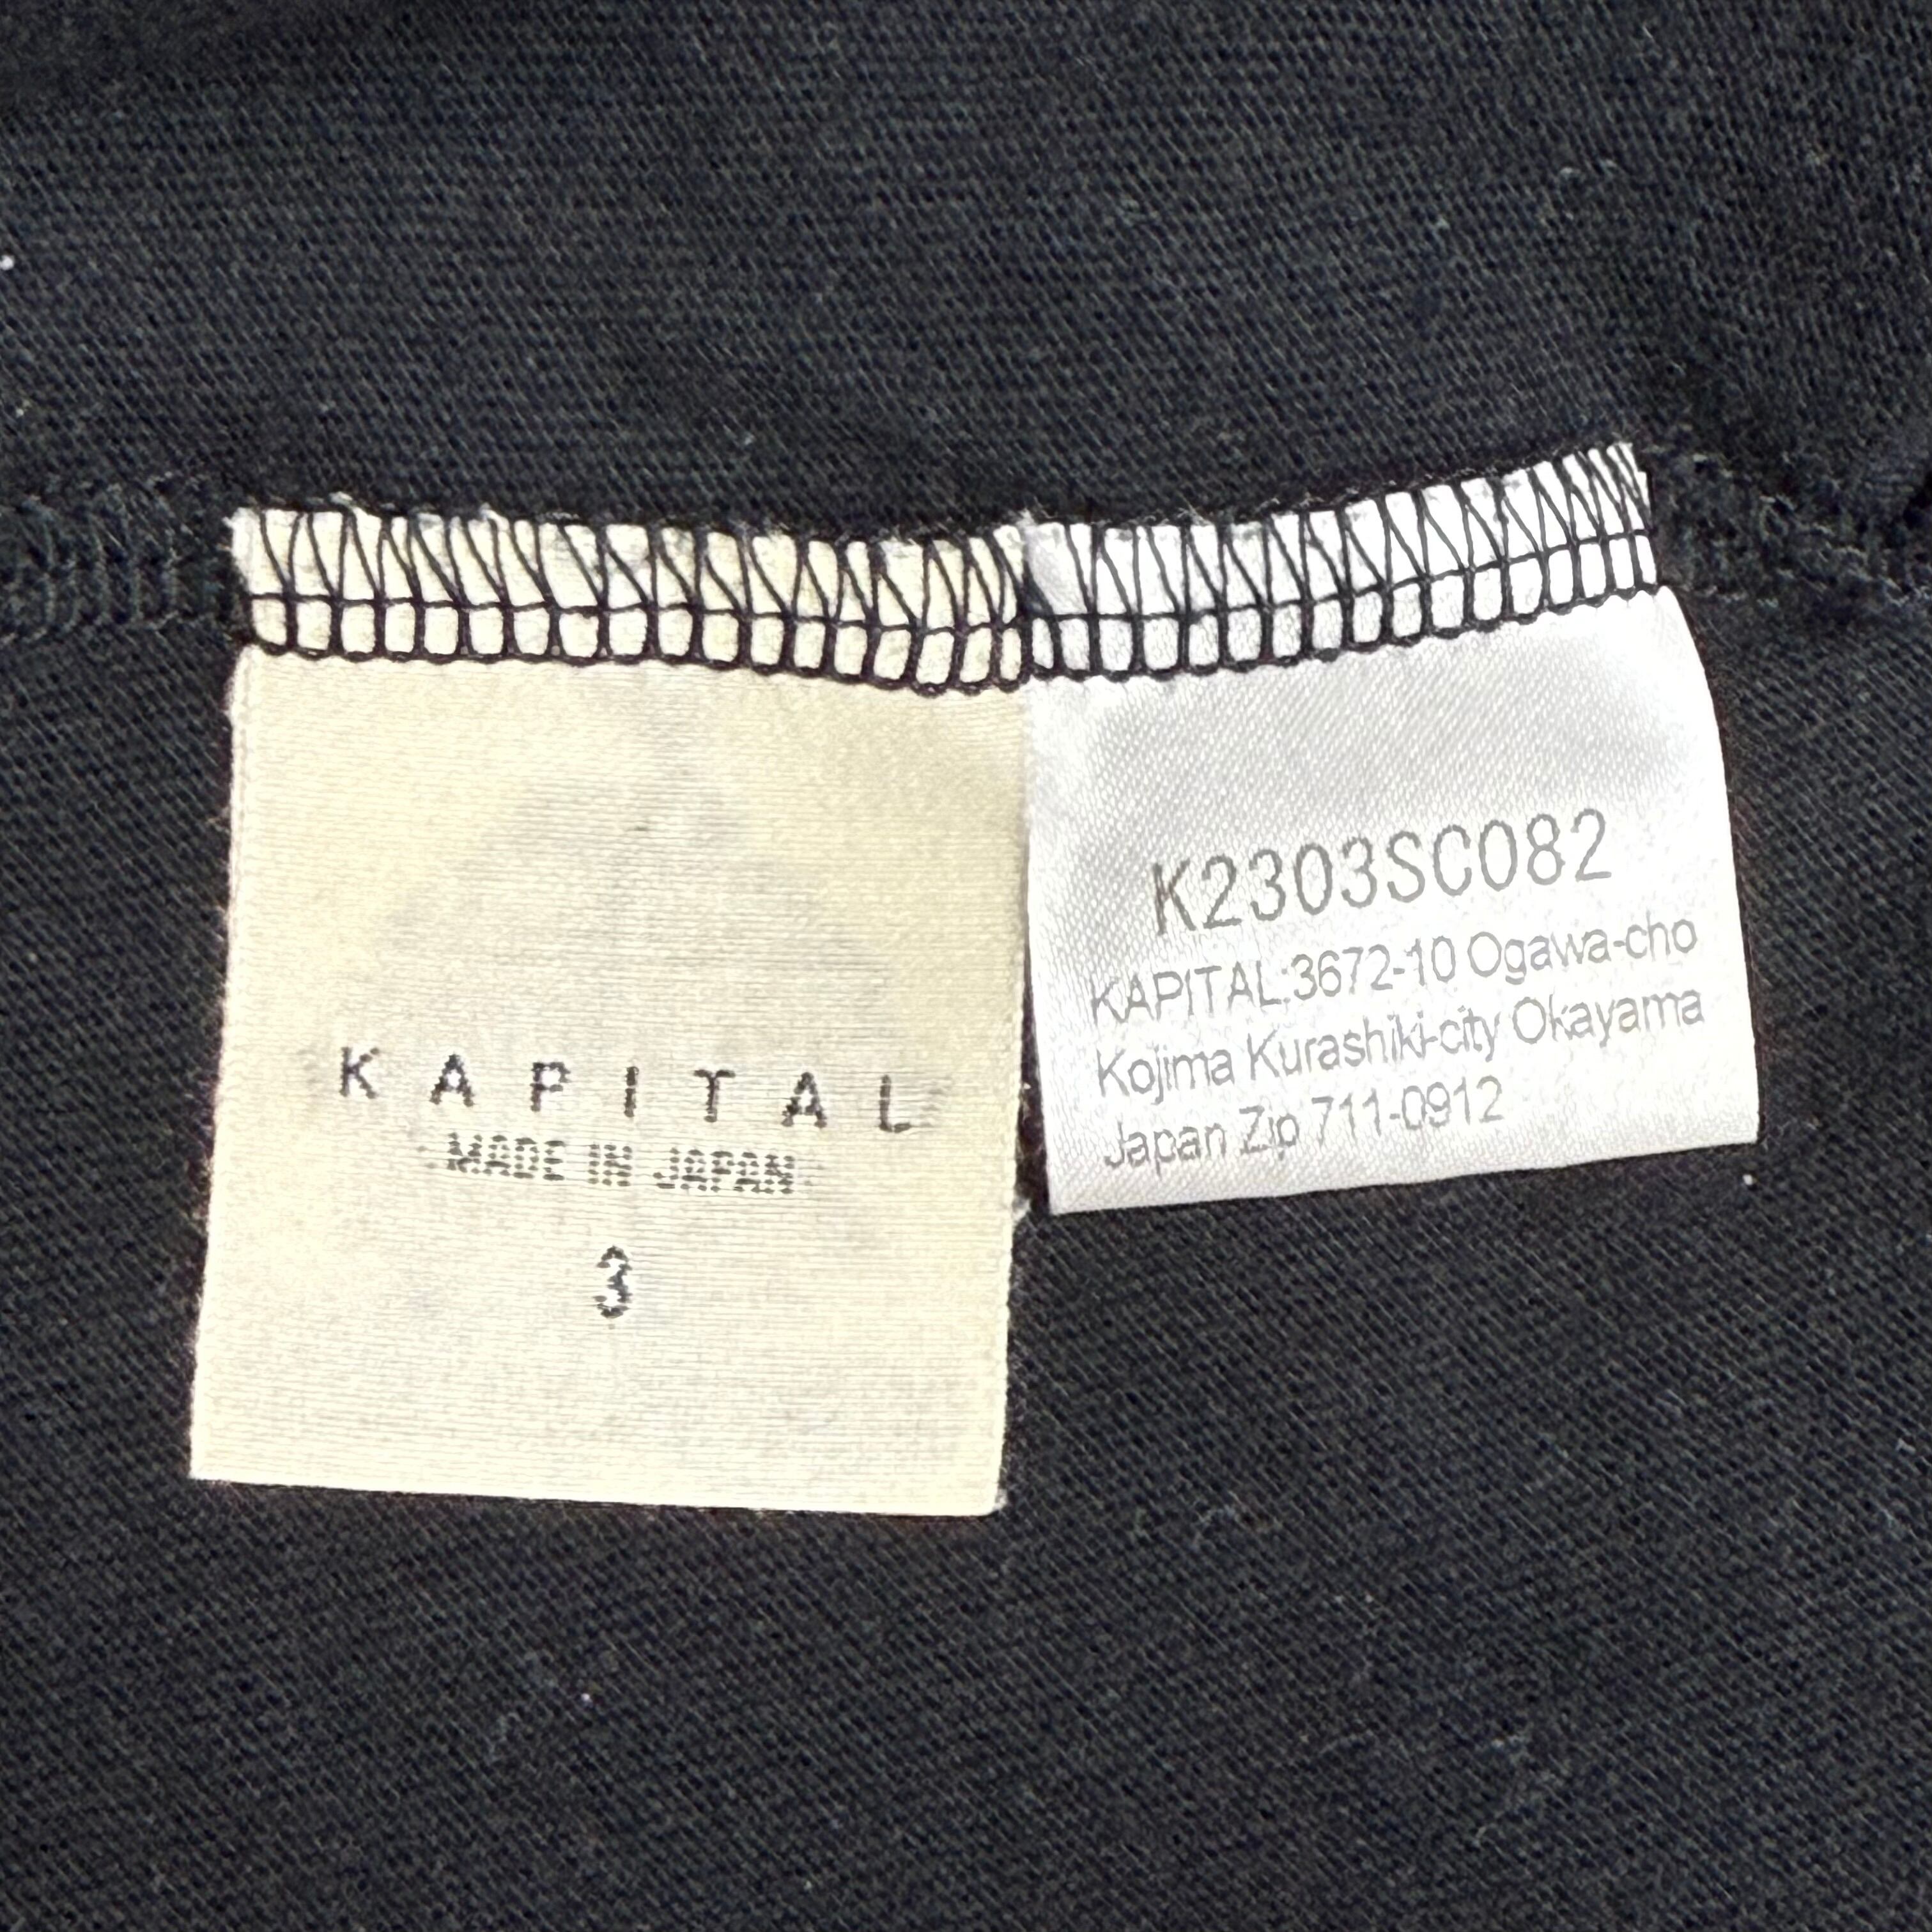 KAPITAL
MADE IN JAPAN
3
K2303SC082
KAPITAL:3672-10 Ogawa-cho
Kojima Kurashiki-city Okayama
Japan Zip 711-0912